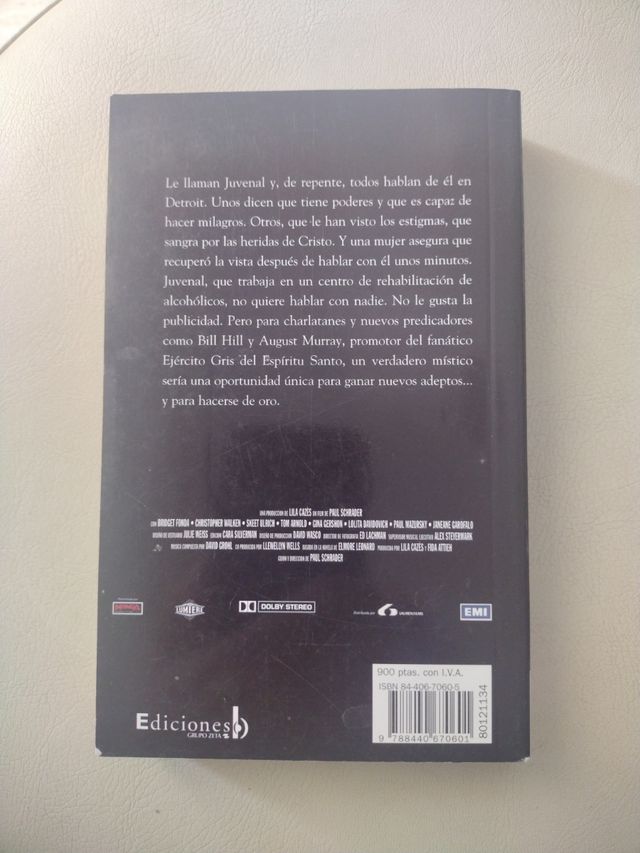 Le llaman Juvenal y, de repente, todos hablan de él en
Detroit. Unos dicen que tiene poderes y que es capaz de
hacer milagros. Otros, que le han visto los estigmas, que
sangra por las heridas de Cristo. Y una mujer asegura que
recuperó la vista después de hablar con él unos minutos.
Juvenal, que trabaja en un centro de rehabilitación de
alcohólicos, no quiere hablar con nadie. No le gusta la
publicidad. Pero para charlatanes y nuevos predicadores
como Bill Hill y August Murray, promotor del fanático
Ejército Gris del Espíritu Santo, un verdadero místico
sería una oportunidad única para ganar nuevos adeptos...
y para hacerse de oro.
UNA PRODUCCION DE LILA CAZÈS UN FILM DE PAUL SCHRADER
CON BRIDGET FONDA • CHRISTOPHER WALKEN • SKEET ULRICH • TOM ARNOLD • GINA GERSHON • LOLITA DAVIDOVICH • PAUL MAZURSKY • JANEANE GAROFALO
DISEÑO DE VESTUARIO JULIE WEISS EDICION CARA SILVERMAN DISEÑO DE PRODUCCION DAVID WASCO DIRECTOR DE FOTOGRAFIA ED LACHMAN SUPERVISOR MUSICAL EJECUTIVO ALEX STEYERMARK
MUSICA COMPUESTA POR DAVID GROHL CO PRODUCIDA POR LLEWELLYN WELLS BASADA EN LA NOVELA DE ELMORE LEONARD PRODUCIDA POR LILA CAZÈS Y FIDA ATTIEH
GUION Y DIRECCION DE PAUL SCHRADER
LUMIERE
DOLBY STEREO
Distribuida por
LAURENFILMS
EMI
900 ptas. con I.V.A.
ISBN 84-406-7060-5
9 788440 670601
80121134
Ediciones B
GRUPO ZETA